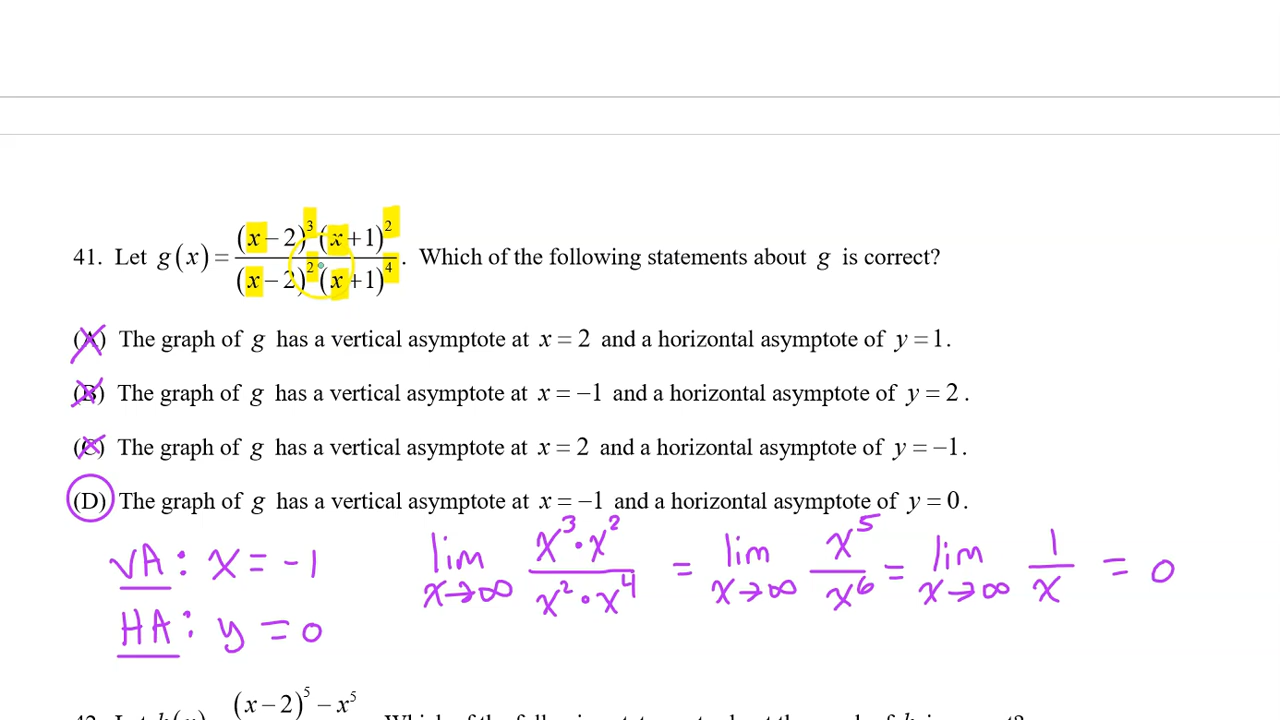 41. Let g(x) = (x−2)³(x+1)² / (x−2)²(x+1)⁴. Which of the following statements about g is correct?
(A) The graph of g has a vertical asymptote at x = 2 and a horizontal asymptote of y = 1.
(B) The graph of g has a vertical asymptote at x = −1 and a horizontal asymptote of y = 2.
(C) The graph of g has a vertical asymptote at x = 2 and a horizontal asymptote of y = −1.
(D) The graph of g has a vertical asymptote at x = −1 and a horizontal asymptote of y = 0.
VA: x = -1
lim x→∞ x³·x² / x²·x⁴ = lim x→∞ x⁵ / x⁶ = lim x→∞ 1 / x = 0
HA: y = 0
(x−2)⁵ − x⁵